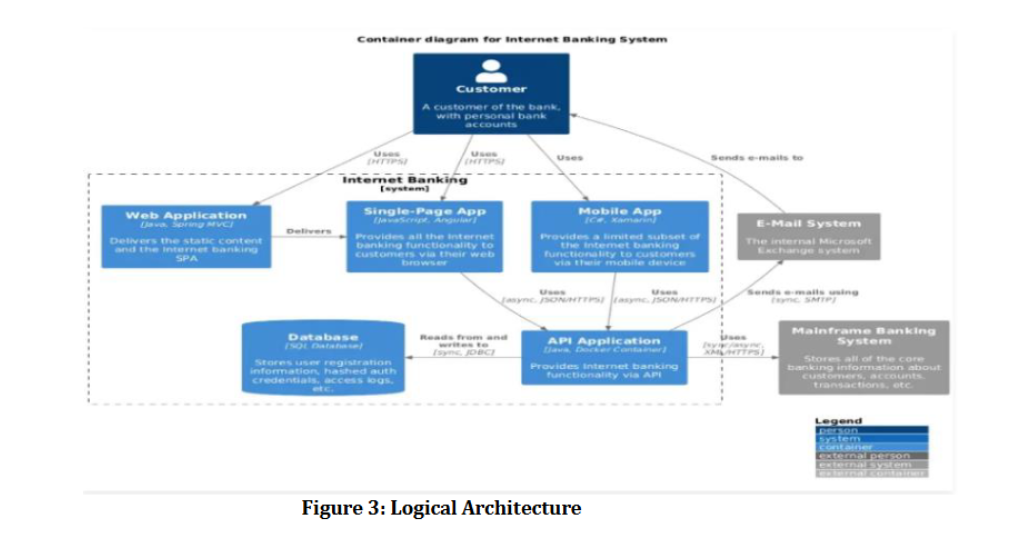 Container diagram for Internet Banking System
Customer
A customer of the bank,
with personal bank
accounts
Uses
[HTTPS]
Uses
[HTTPS]
Uses
Sends e-mails to
Internet Banking
[system]
Web Application
[Java, Spring MVC]
Delivers the static content
and the Internet banking
SPA
Delivers
Single-Page App
[JavaScript, Angular]
Provides all the Internet
banking functionality to
customers via their web
browser
Mobile App
[C#, Xamarin]
Provides a limited subset of
the Internet banking
functionality to customers
via their mobile device
E-Mail System
The internal Microsoft
Exchange system
Uses
[async, JSON/HTTPS]
Uses
[async, JSON/HTTPS]
Sends e-mails using
[sync, SMTP]
Database
[SQL Database]
Stores user registration
information, hashed auth
credentials, access logs,
etc.
Reads from and
writes to
[sync, JDBC]
API Application
[Java, Docker Container]
Provides Internet banking
functionality via API
Uses
[sync/async,
XML/HTTPS]
Mainframe Banking
System
Stores all of the core
banking information about
customers, accounts,
transactions, etc.
Legend
person
system
container
external person
external system
external container
Figure 3: Logical Architecture